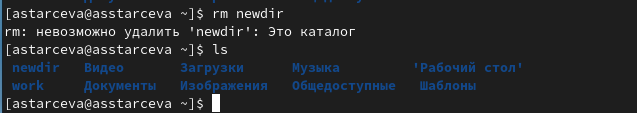 [astarceva@asstarceva ~]$ rm newdir
rm: невозможно удалить 'newdir': Это каталог
[astarceva@asstarceva ~]$ ls
newdir Видео Загрузки Музыка 'Рабочий стол'
work Документы Изображения Общедоступные Шаблоны
[astarceva@asstarceva ~]$